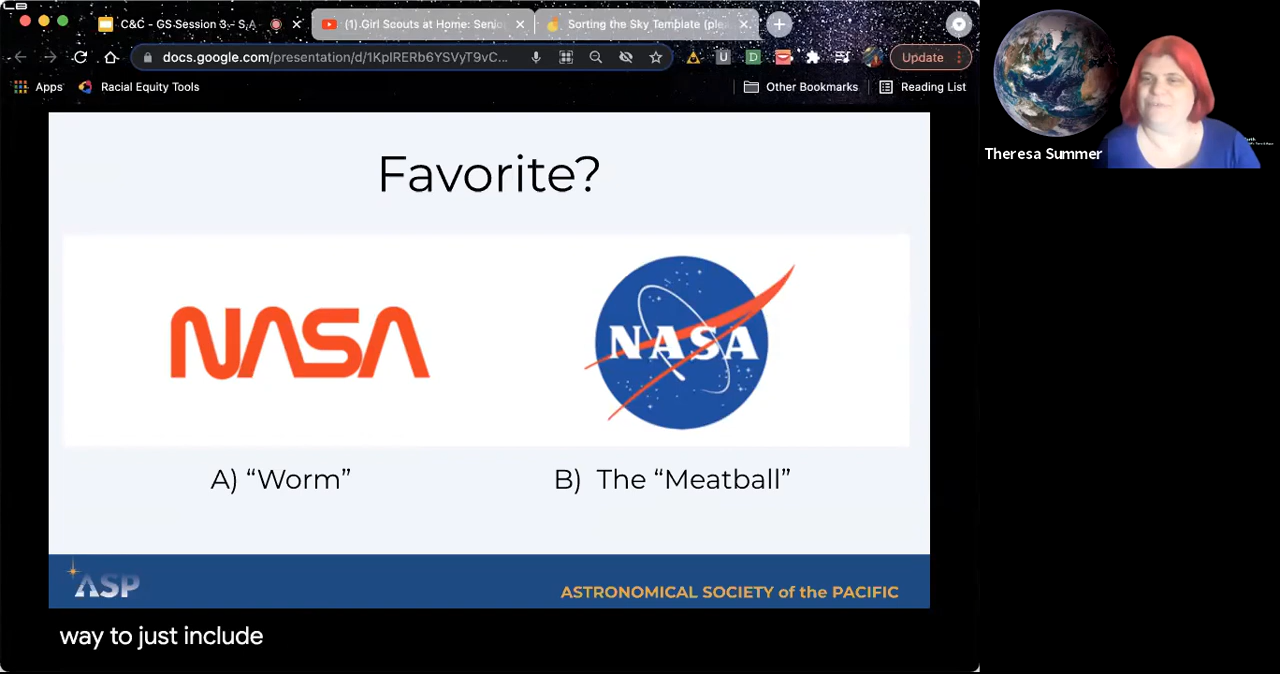 C&C - GS Session 3 - S,A
(1) Girl Scouts at Home: Senio
Sorting the Sky Template (ple
docs.google.com/presentation/d/1KpIRERb6YSVyT9vC...
Update
Apps
Racial Equity Tools
Other Bookmarks
Reading List
Theresa Summer
Favorite?
NASA
NASA
A) “Worm”
B) The “Meatball”
ASP
ASTRONOMICAL SOCIETY of the PACIFIC
way to just include